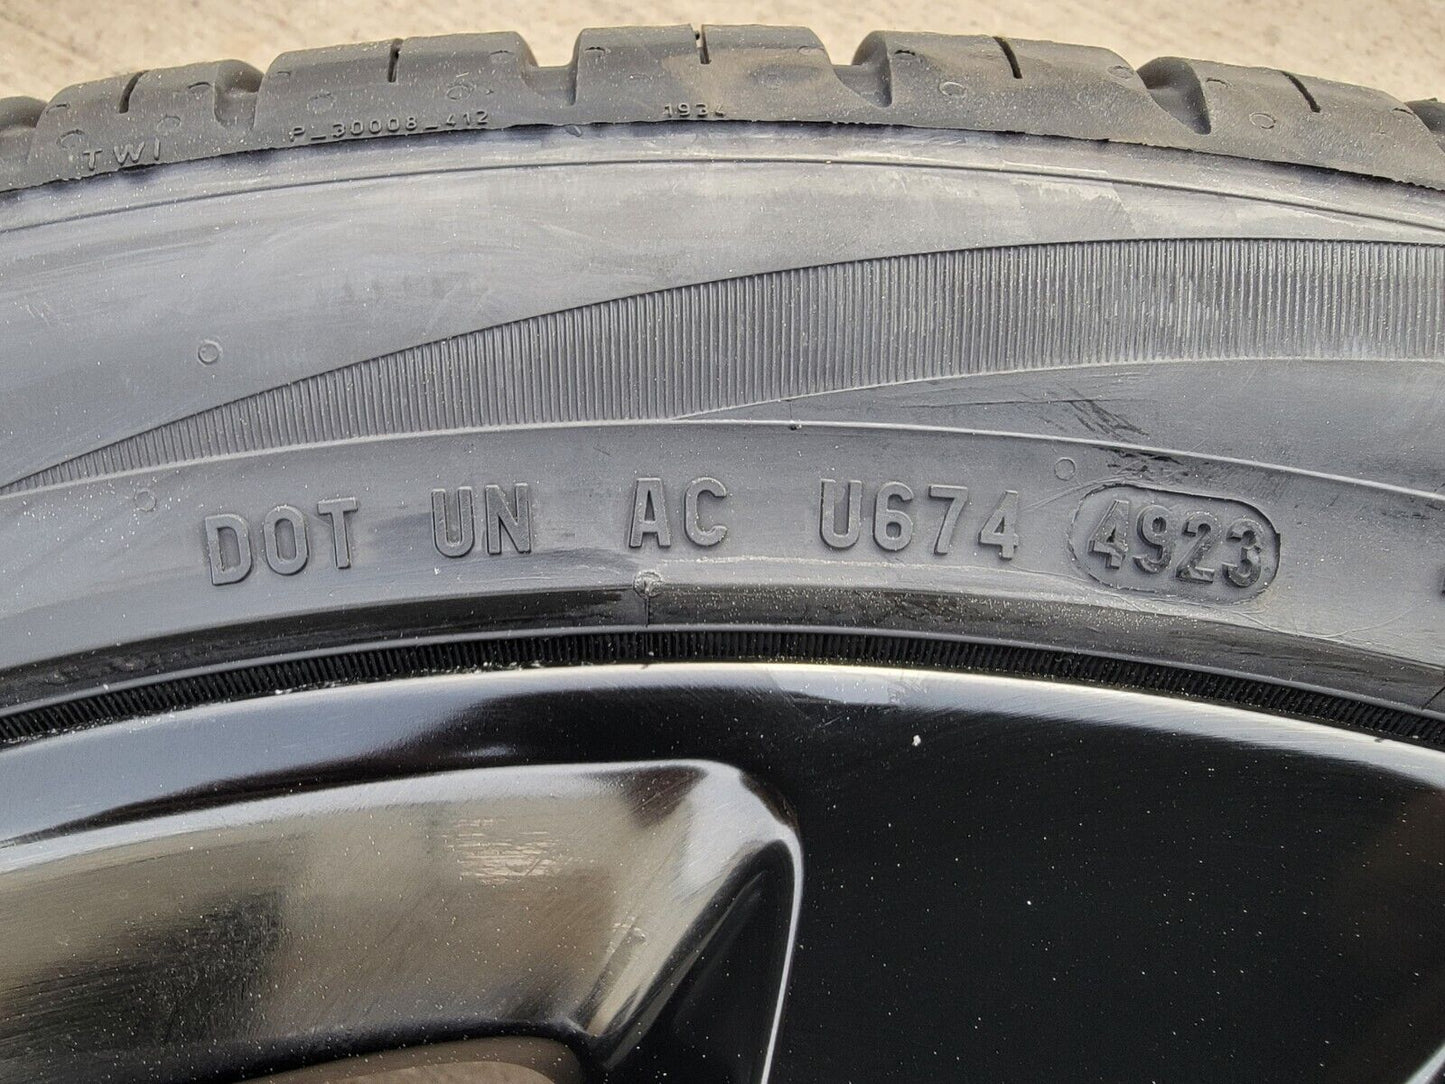 TWI P_30008_412 1934
DOT UN AC U674 4923